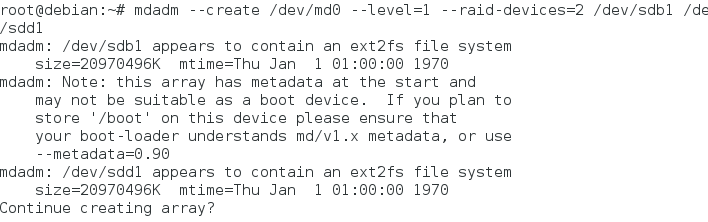 root@debian:~# mdadm --create /dev/md0 --level=1 --raid-devices=2 /dev/sdb1 /de
/sdd1
mdadm: /dev/sdb1 appears to contain an ext2fs file system
    size=20970496K  mtime=Thu Jan  1 01:00:00 1970
mdadm: Note: this array has metadata at the start and
    may not be suitable as a boot device.  If you plan to
    store '/boot' on this device please ensure that
    your boot-loader understands md/v1.x metadata, or use
    --metadata=0.90
mdadm: /dev/sdd1 appears to contain an ext2fs file system
    size=20970496K  mtime=Thu Jan  1 01:00:00 1970
Continue creating array?